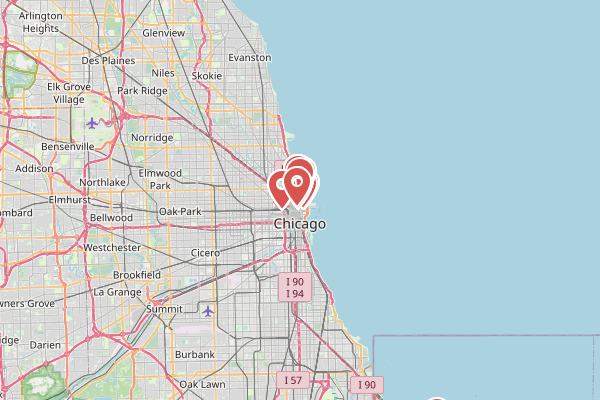 Arlington
Heights
Glenview
Evanston
Des Plaines
Niles
Skokie
Elk Grove
Village
Park Ridge
Norridge
Bensenville
Addison
Elmwood
Park
Northlake
Elmhurst
Oak Park
ombard
Bellwood
Chicago
Westchester
Cicero
Brookfield
La Grange
I 90
I 94
wners Grove
Summit
Darien
Burbank
Oak Lawn
I 57
I 90